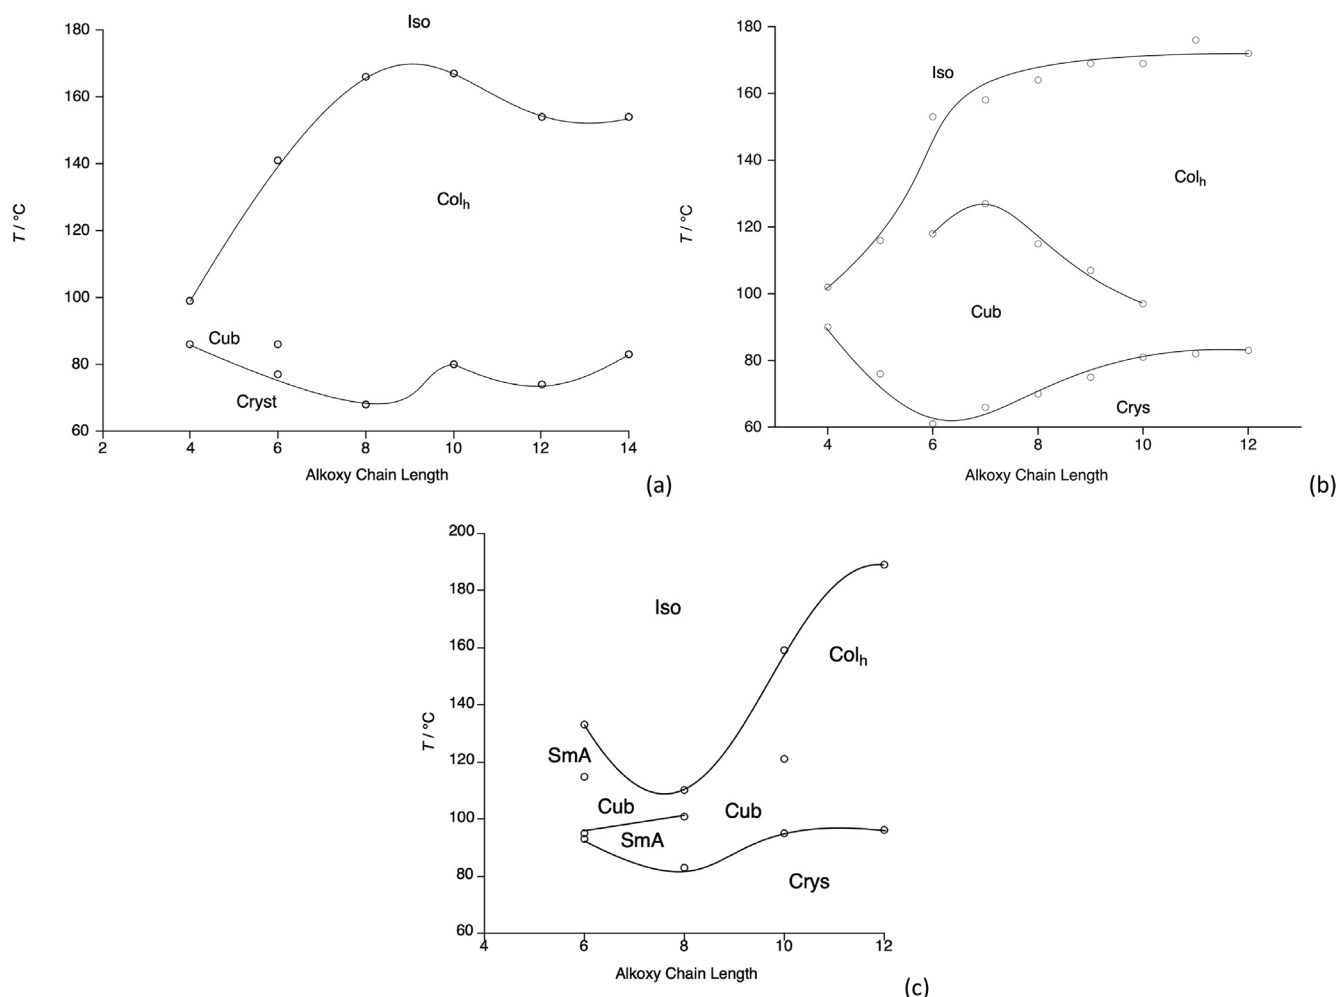 Iso
180
160
140
120
100
80
60
T / °C
Col_h
Cub
Cryst
2 4 6 8 10 12 14
Alkoxy Chain Length
(a)
180
160
140
120
100
80
60
T / °C
Iso
Col_h
Cub
Crys
4 6 8 10 12
Alkoxy Chain Length
(b)
200
180
160
140
120
100
80
60
T / °C
Iso
Col_h
SmA
Cub
Cub
SmA
Crys
4 6 8 10 12
Alkoxy Chain Length
(c)